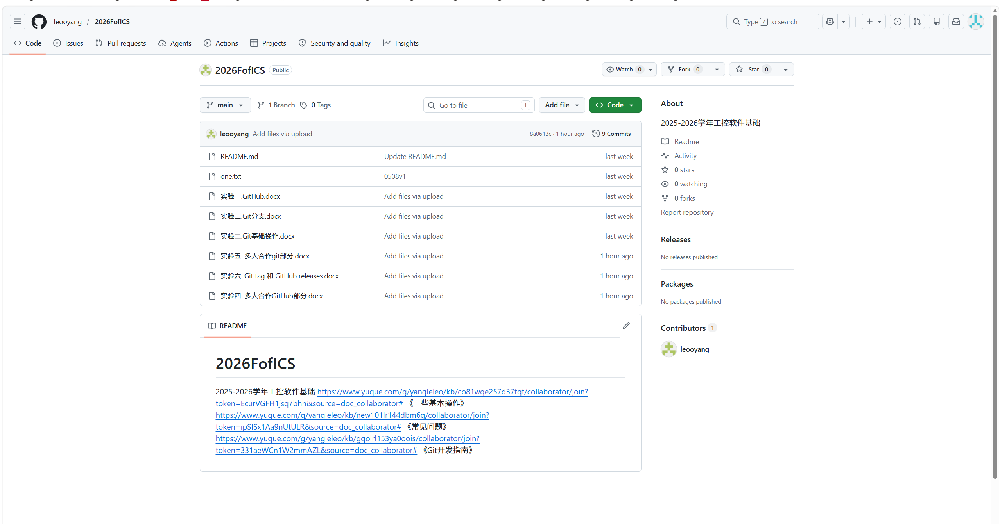 leooyang / 2026FofICS
Type / to search
Code Issues Pull requests Agents Actions Projects Security and quality Insights
2026FofICS Public
Watch 0 Fork 0 Star 0
main 1 Branch 0 Tags Go to file T Add file Code
leooyang Add files via upload 8a0613c · 1 hour ago 9 Commits
README.md Update README.md last week
one.txt 0508v1 last week
实验一.GitHub.docx Add files via upload last week
实验三.Git分支.docx Add files via upload last week
实验二.Git基础操作.docx Add files via upload last week
实验五. 多人合作git部分.docx Add files via upload 1 hour ago
实验六. Git tag 和 GitHub releases.docx Add files via upload 1 hour ago
实验四. 多人合作GitHub部分.docx Add files via upload 1 hour ago
README
2026FofICS
2025-2026学年工控软件基础 https://www.yuque.com/g/yangleleo/kb/co81wqe257d37tqf/collaborator/join?
token=EcurVGFH1jsq7bhh&source=doc_collaborator# 《一些基本操作》
https://www.yuque.com/g/yangleleo/kb/new101lr144dbm6g/collaborator/join?
token=ipSISx1Aa9nUtULR&source=doc_collaborator# 《常见问题》
https://www.yuque.com/g/yangleleo/kb/gqolrl153ya0oois/collaborator/join?
token=331aeWCn1W2mmAZL&source=doc_collaborator# 《Git开发指南》
About
2025-2026学年工控软件基础
Readme
Activity
0 stars
0 watching
0 forks
Report repository
Releases
No releases published
Packages
No packages published
Contributors 1
leooyang